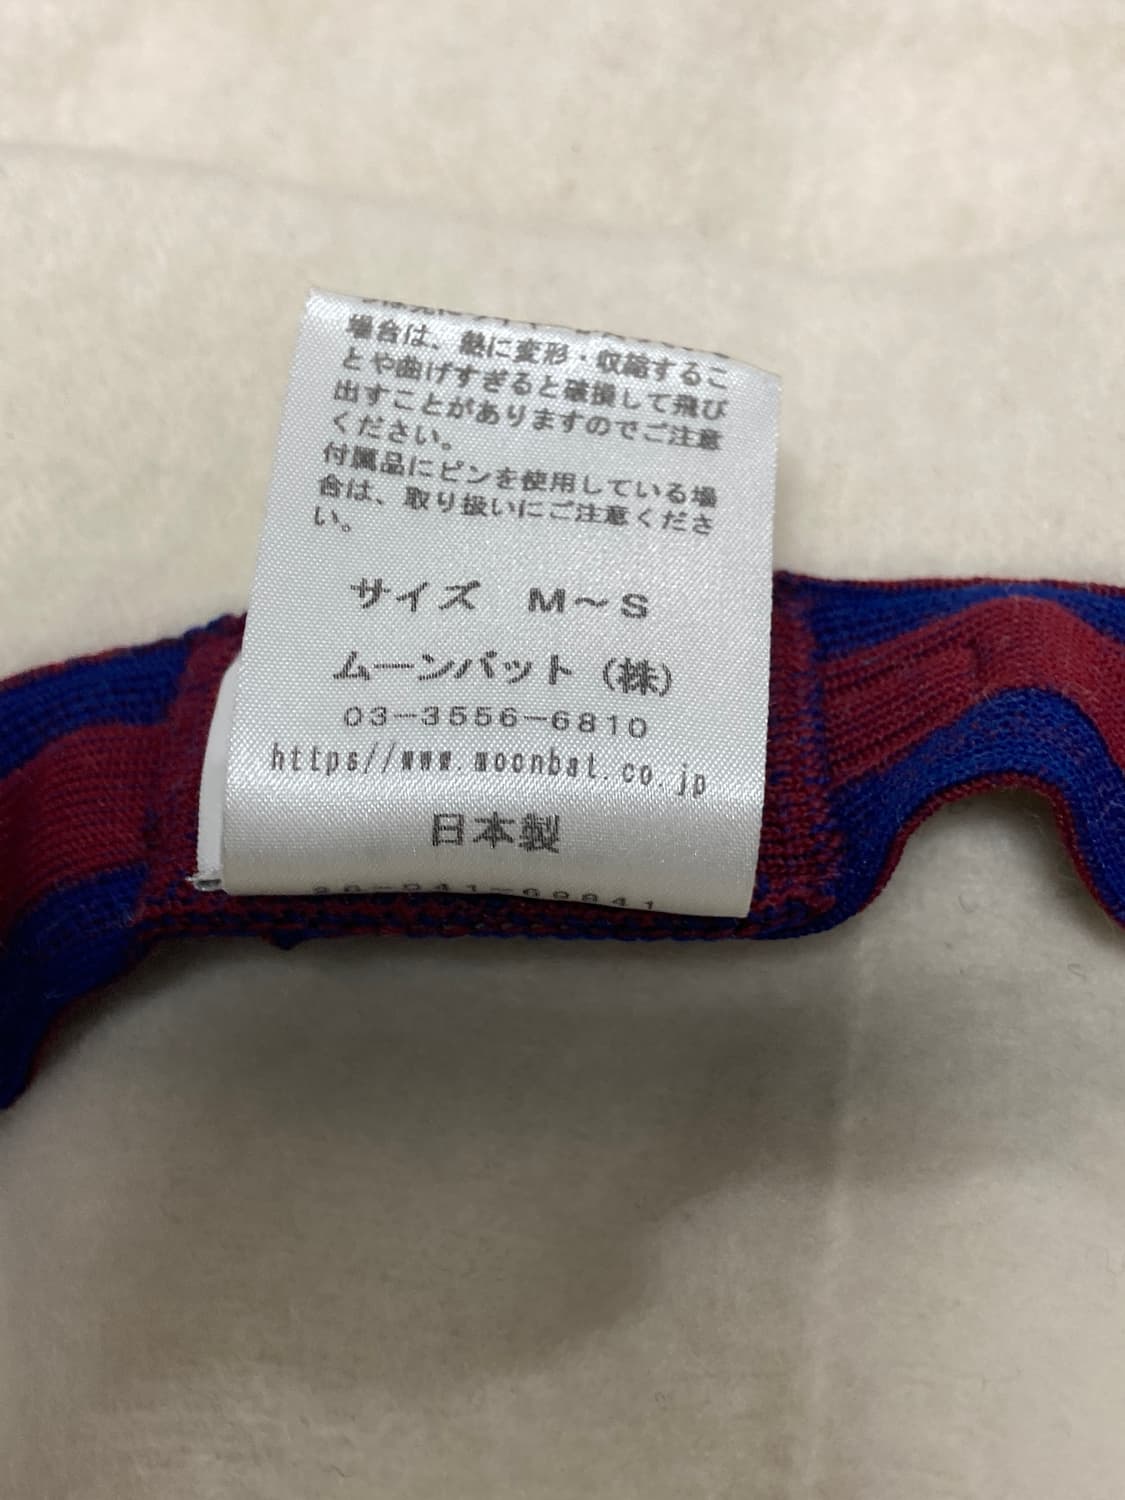 場合は、熱に変形・収縮するこ
とや曲げすぎると破損して飛び
出すことがありますのでご注意
ください。
付属品にピンを使用している場
合は、取り扱いにご注意くださ
い。
サイズ　M〜S
ムーンバット（株）
03-3556-6810
https//www.moonbat.co.jp
日本製